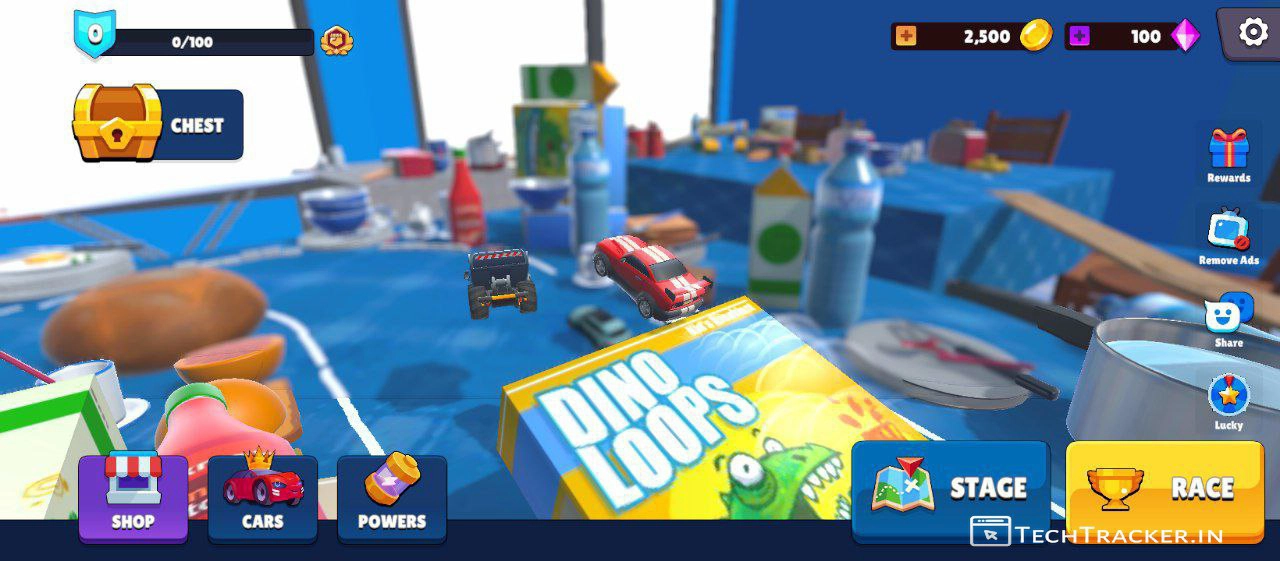 0
0/100
2,500
100
CHEST
Rewards
Remove Ads
Share
Lucky
DINO
LOOPS
SHOP
CARS
POWERS
STAGE
RACE
TECHTRACKER.IN